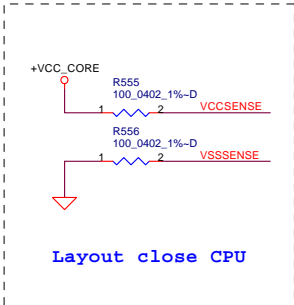 +VCC_CORE
R555
100_0402_1%~D
1 2 VCCSENSE
R556
100_0402_1%~D
1 2 VSSSENSE
Layout close CPU